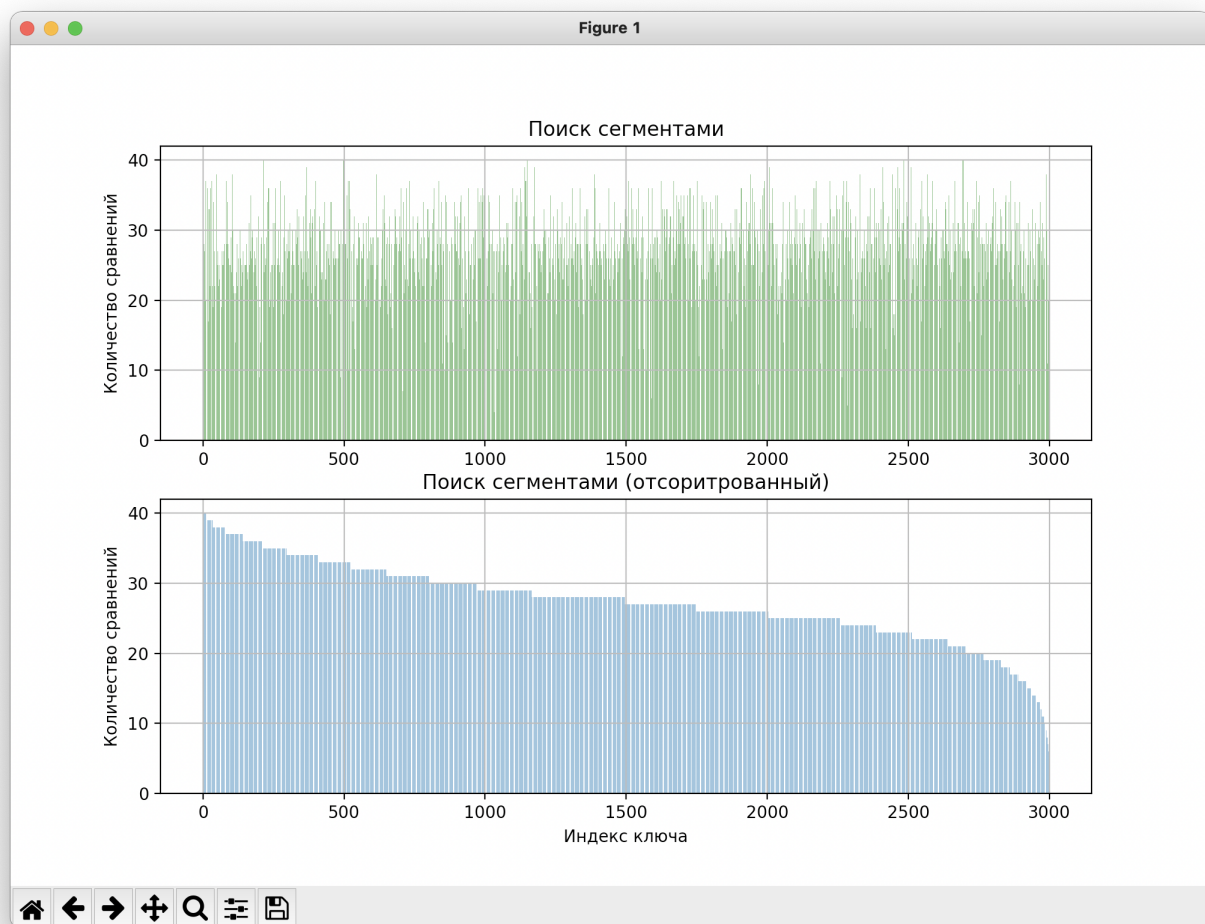 Figure 1
Поиск сегментами
Количество сравнений
40
30
20
10
0
0 500 1000 1500 2000 2500 3000
Поиск сегментами (отсоритрованный)
Количество сравнений
40
30
20
10
0
0 500 1000 1500 2000 2500 3000
Индекс ключа